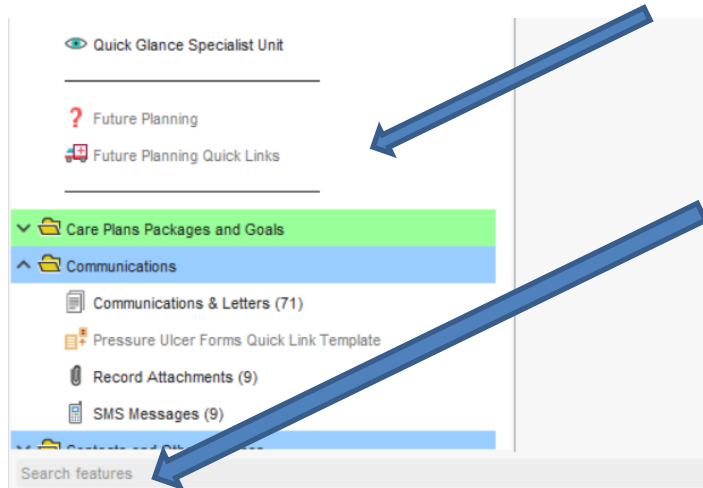 Quick Glance Specialist Unit
Future Planning
Future Planning Quick Links
Care Plans Packages and Goals
Communications
Communications & Letters (71)
Pressure Ulcer Forms Quick Link Template
Record Attachments (9)
SMS Messages (9)
Search features